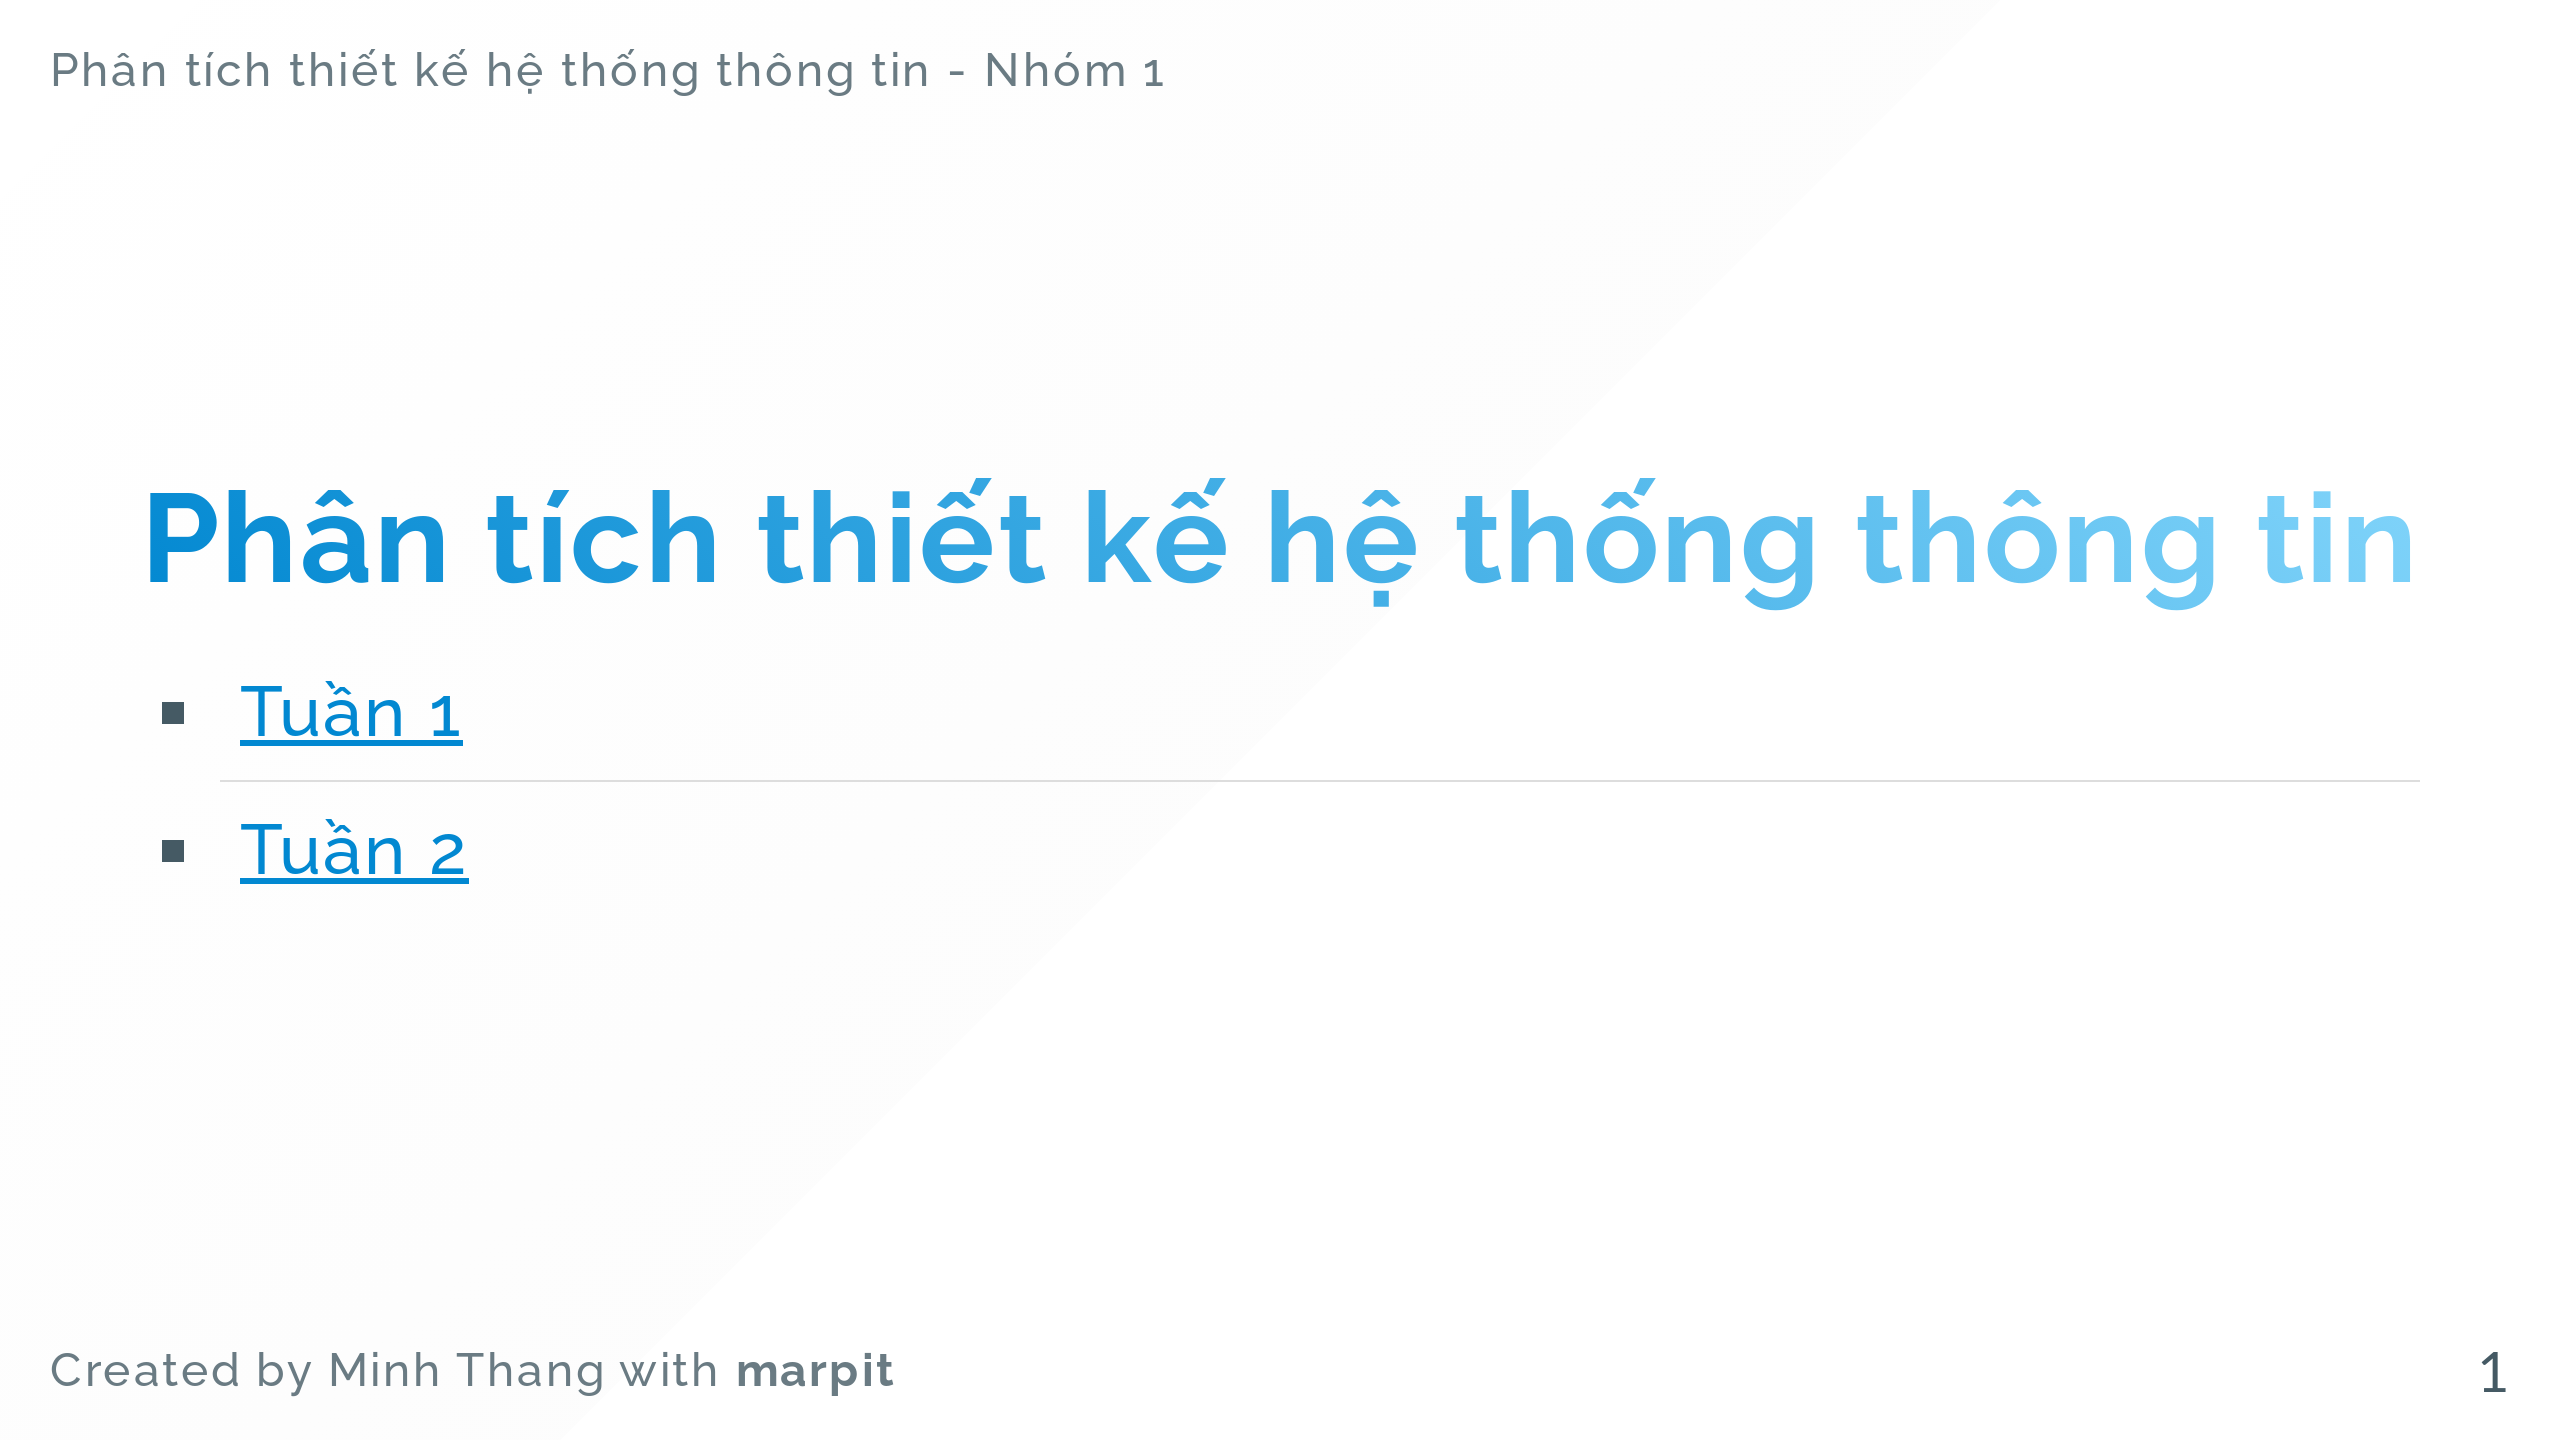 Phân tích thiết kế hệ thống thông tin - Nhóm 1
Phân tích thiết kế hệ thống thông tin
Tuần 1
Tuần 2
Created by Minh Thang with marpit
1